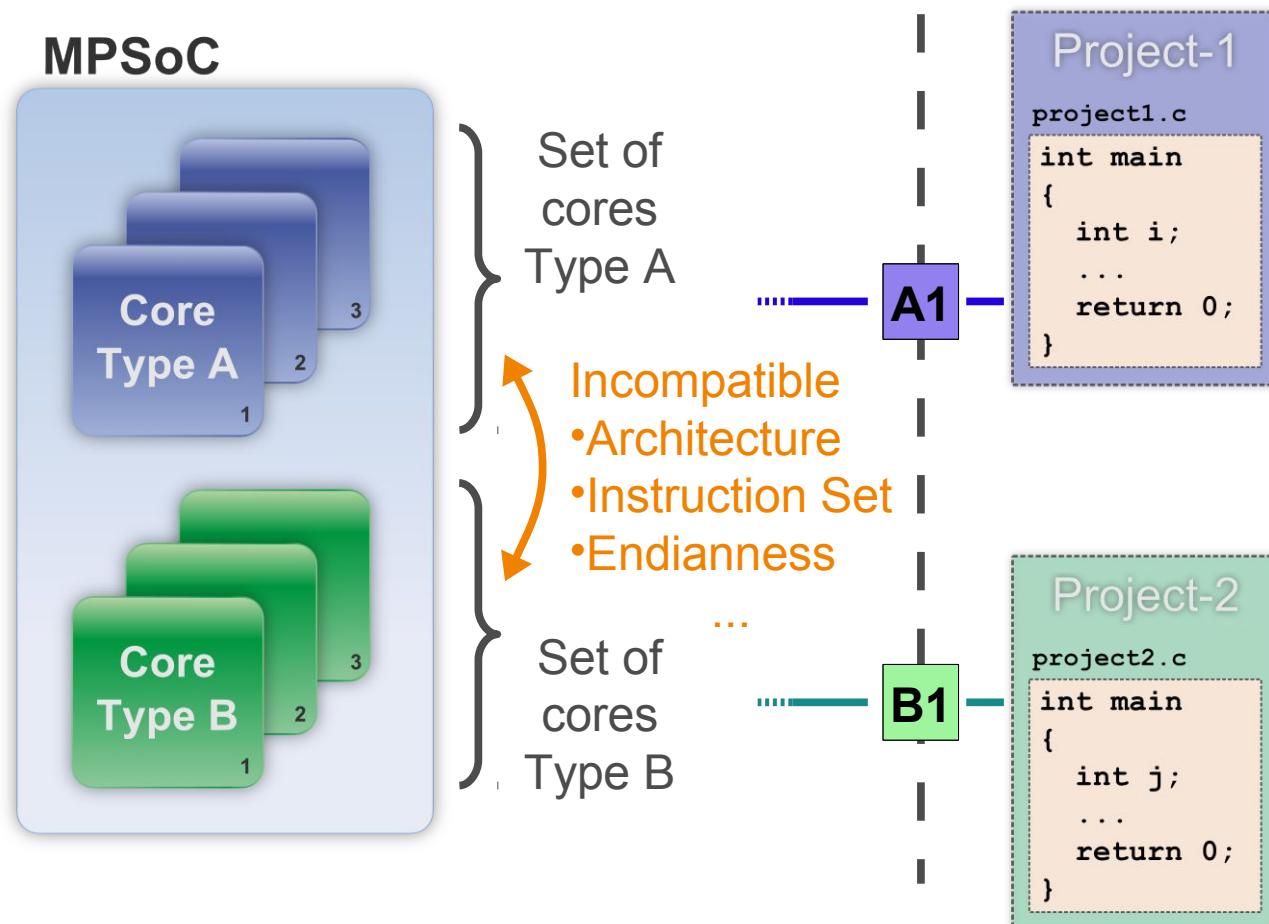 MPSoC
Core
Type A
1
2
3
Core
Type B
1
2
3
Set of
cores
Type A
Incompatible
•Architecture
•Instruction Set
•Endianness
...
Set of
cores
Type B
A1
B1
Project-1
project1.c
int main
{
int i;
...
return 0;
}
Project-2
project2.c
int main
{
int j;
...
return 0;
}